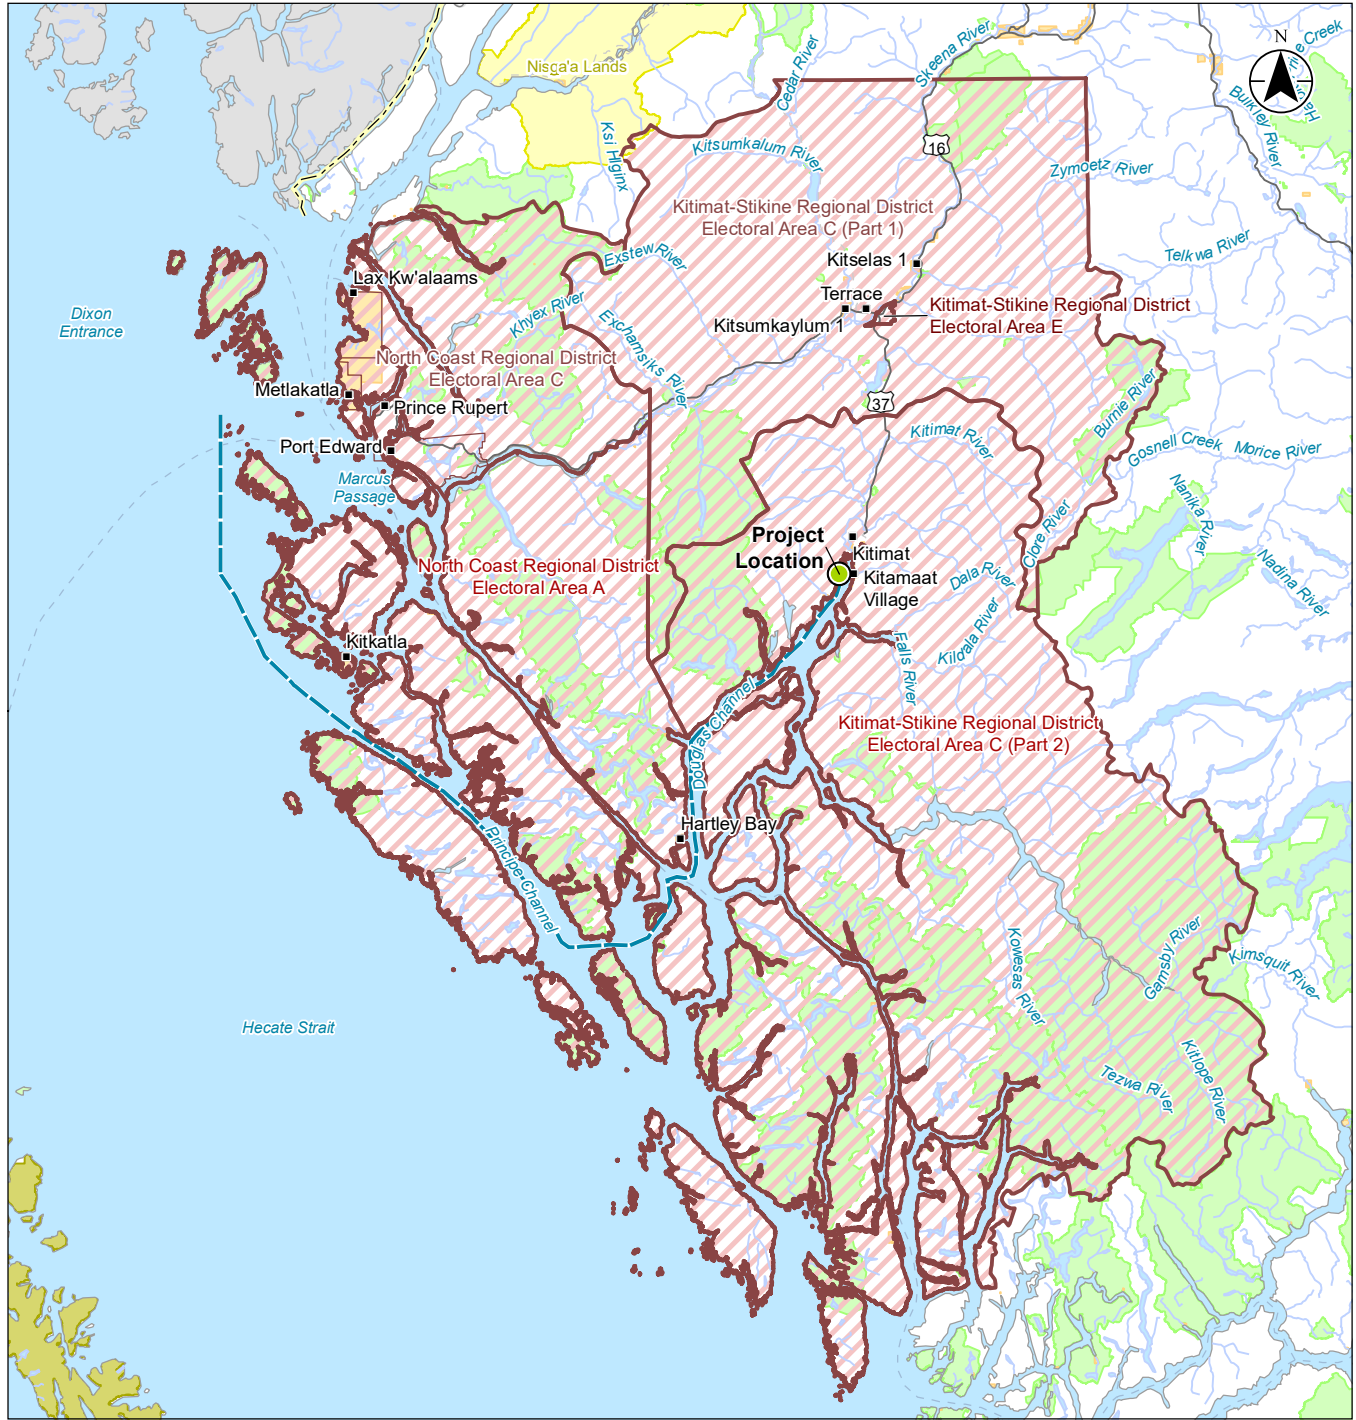 Nisga'a Lands
Cedar River
Skeena River
N
Bulkley River
Ksi Hlginx
Kitsumkalum River
16
Zymoetz River
Kitimat-Stikine Regional District
Electoral Area C (Part 1)
Telkwa River
Exstew River
Kitselas 1
Lax Kw'alaams
Terrace
Kitimat-Stikine Regional District
Electoral Area E
Khyex River
Kitsumkaylum 1
Dixon
Entrance
Exchamsiks River
North Coast Regional District
Electoral Area C
Metlakatla
Prince Rupert
37
Burnie River
Port Edward
Kitimat River
Gosnell Creek
Morice River
Marcus
Passage
Nanika River
Clore River
Project
Location
Kitimat
Kitamaat
Village
North Coast Regional District
Electoral Area A
Dala River
Nadina River
Kitkatla
Kildala River
Falls River
Douglas Channel
Kitimat-Stikine Regional District
Electoral Area C (Part 2)
Hartley Bay
Principe Channel
Kowesas River
Gamsby River
Kimsquit River
Hecate Strait
Tezwa River
Kitlope River